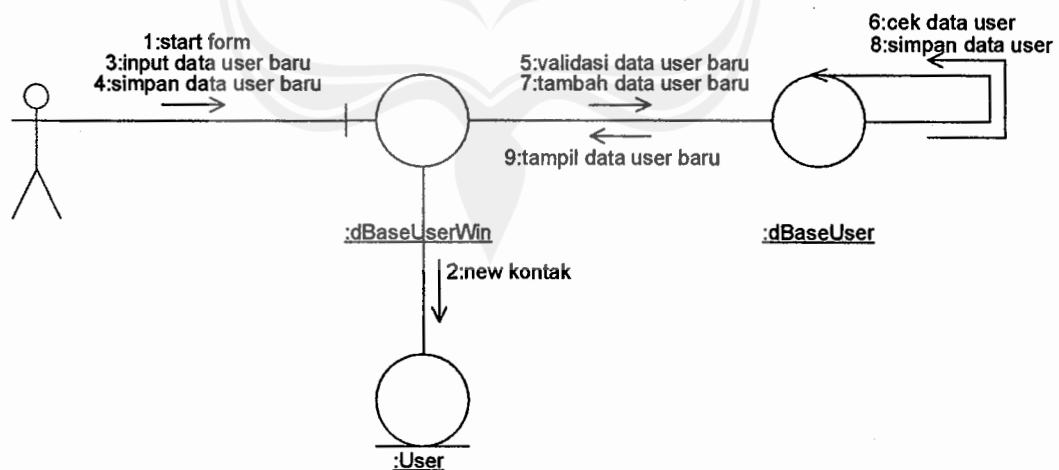 6:cek data user
8:simpan data user
1:start form
3:input data user baru
4:simpan data user baru
5:validasi data user baru
7:tambah data user baru
9:tampil data user baru
:dBaseUserWin
:dBaseUser
2:new kontak
:User